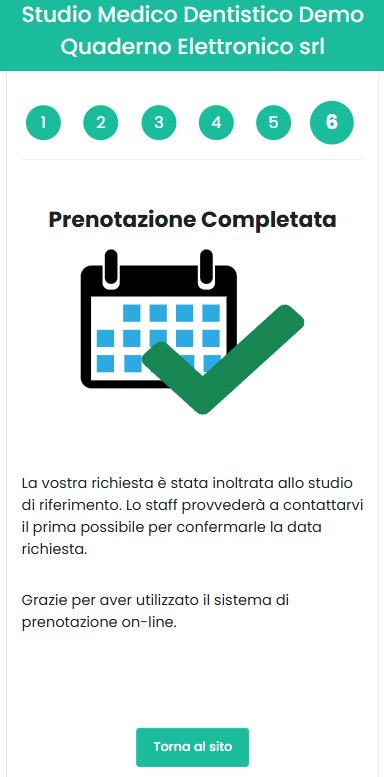 Studio Medico Dentistico Demo
Quaderno Elettronico srl
1 2 3 4 5 6
Prenotazione Completata
La vostra richiesta è stata inoltrata allo studio
di riferimento. Lo staff provvederà a contattarvi
il prima possibile per confermarle la data
richiesta.
Grazie per aver utilizzato il sistema di
prenotazione on-line.
Torna al sito